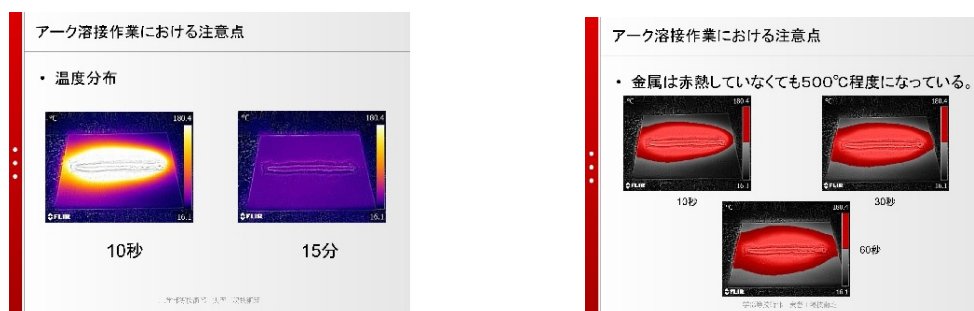 アーク溶接作業における注意点
• 温度分布
℃ 180.4
FLIR 16.1
℃ 180.4
FLIR 16.1
10秒
15分
アーク溶接作業における注意点
• 金属は赤熱していなくても500℃程度になっている。
℃ 180.4
FLIR 16.1
℃ 180.4
FLIR 16.1
10秒
30秒
℃ 180.4
FLIR 16.1
60秒